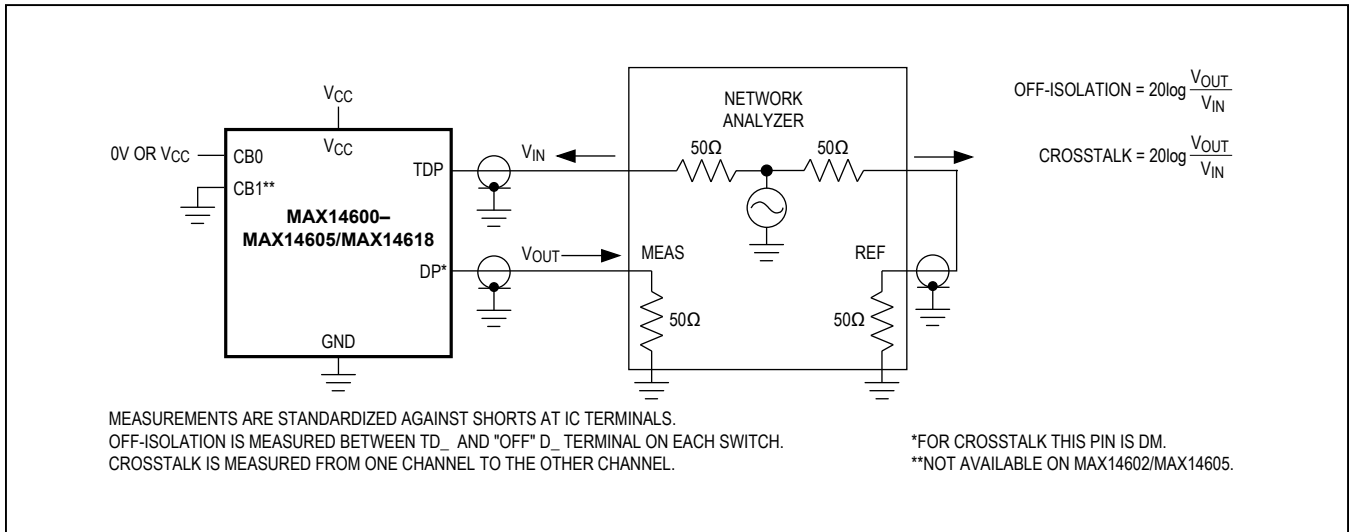 VCC
0V OR VCC
CB0
VCC
TDP
CB1**
MAX14600–
MAX14605/MAX14618
DP*
GND
VIN
VOUT
NETWORK
ANALYZER
50Ω
50Ω
MEAS
REF
50Ω
50Ω
OFF-ISOLATION = 20log VOUT
VIN
CROSSTALK = 20log VOUT
VIN
MEASUREMENTS ARE STANDARDIZED AGAINST SHORTS AT IC TERMINALS.
OFF-ISOLATION IS MEASURED BETWEEN TD_ AND "OFF" D_ TERMINAL ON EACH SWITCH.
CROSSTALK IS MEASURED FROM ONE CHANNEL TO THE OTHER CHANNEL.
*FOR CROSSTALK THIS PIN IS DM.
**NOT AVAILABLE ON MAX14602/MAX14605.